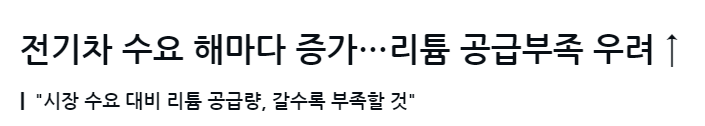 전기차 수요 해마다 증가…리튬 공급부족 우려↑
"시장 수요 대비 리튬 공급량, 갈수록 부족할 것"